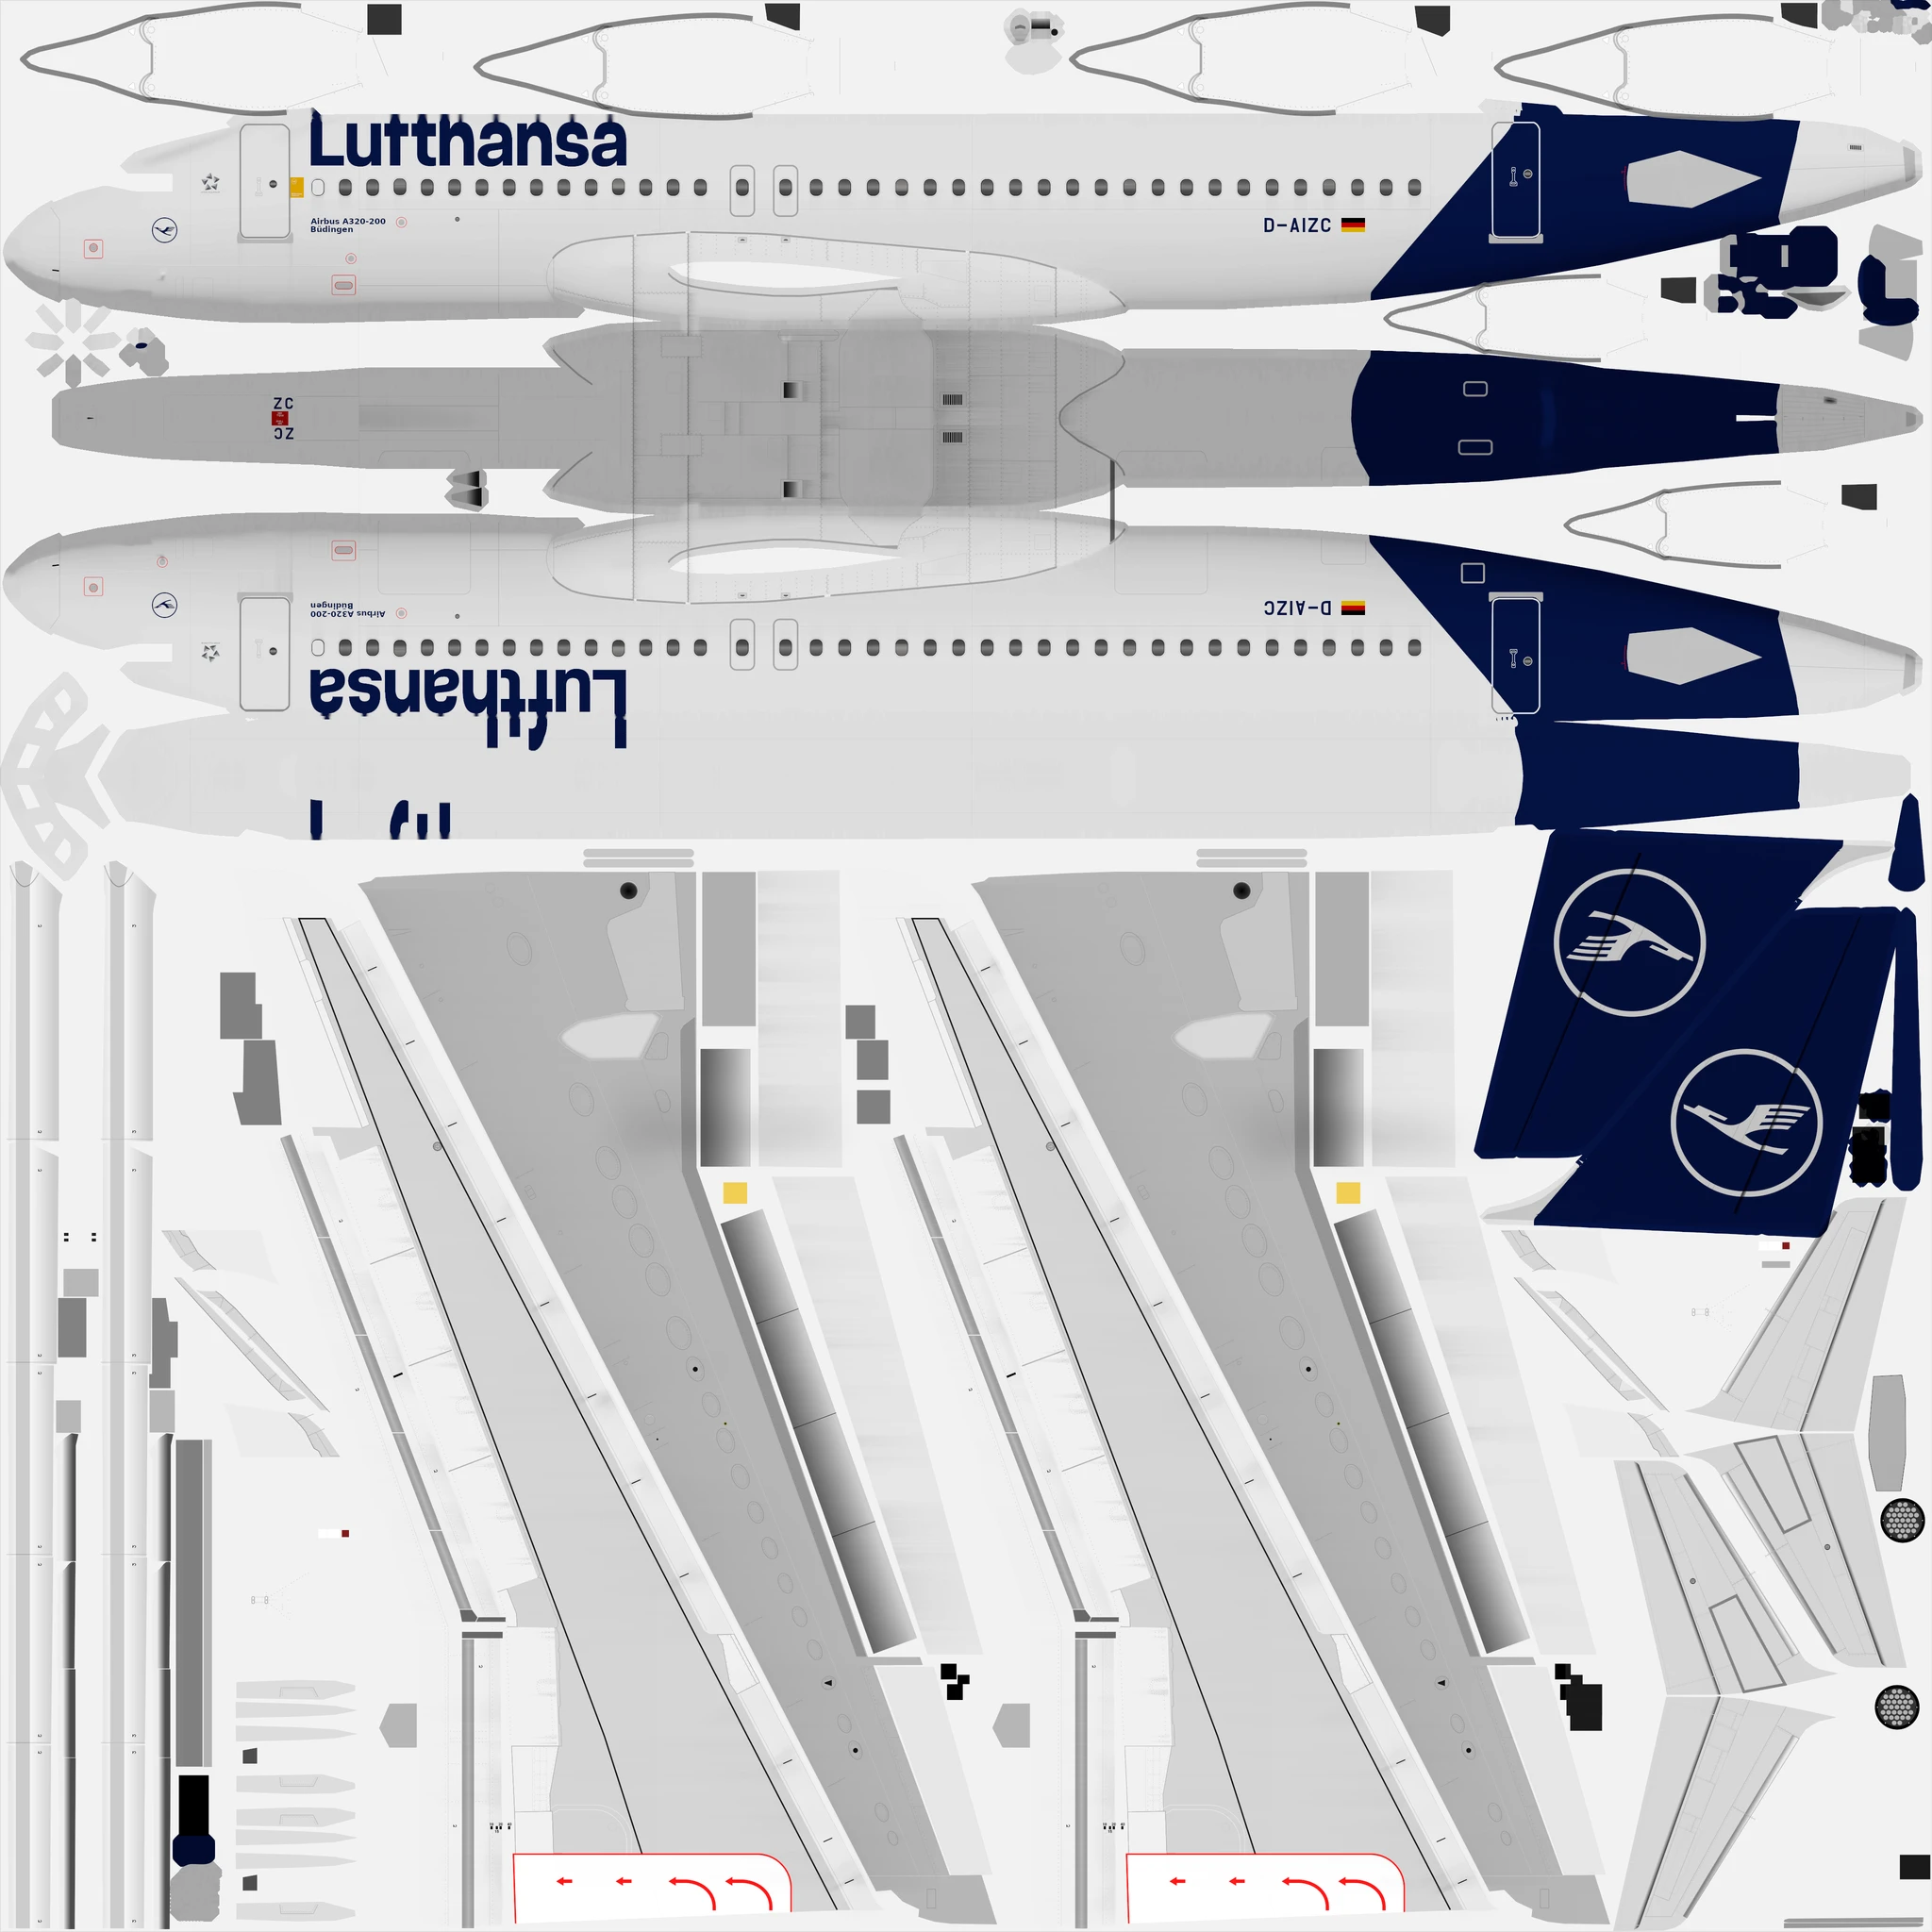 Lufthansa
Airbus A320-200
Büdingen
D-AIZC
ZC
ZC
Airbus A320-200
Büdingen
D-AIZC
Lufthansa